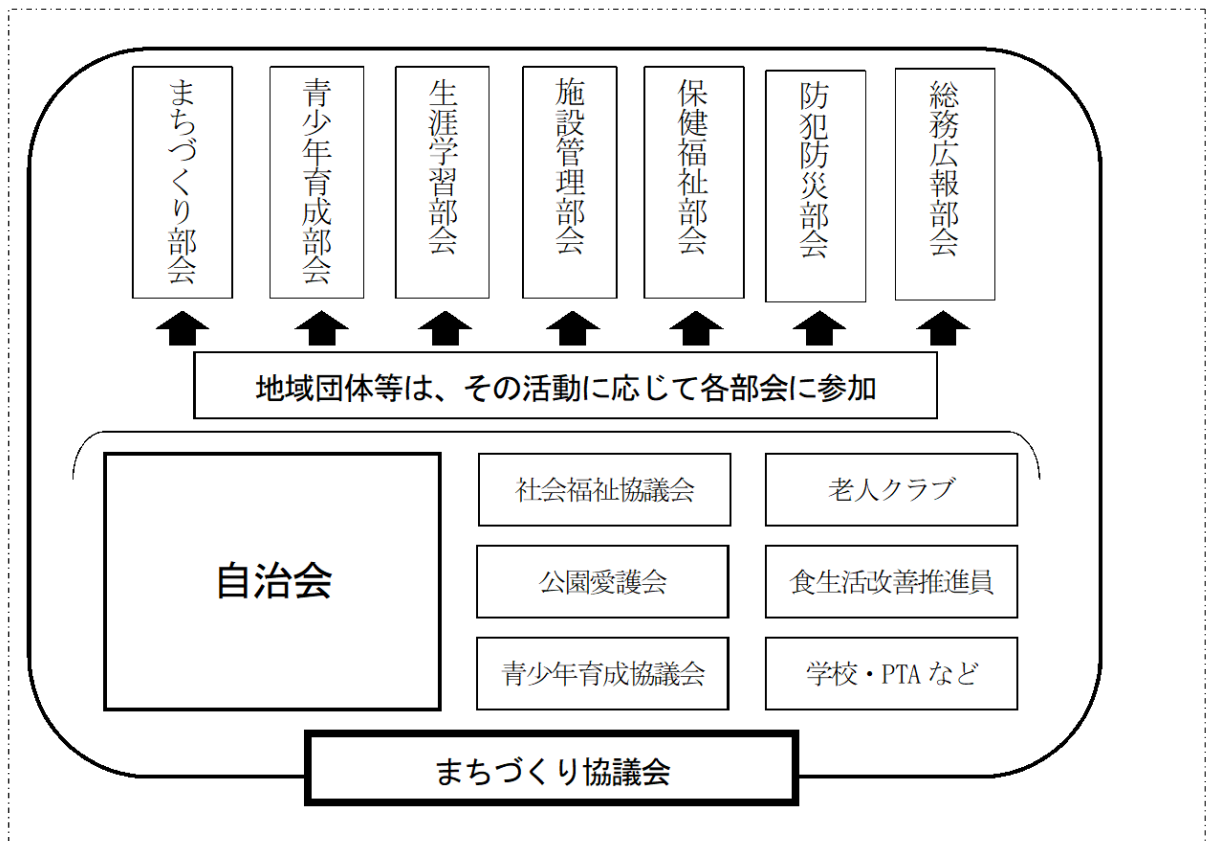 まちづくり部会
青少年育成部会
生涯学習部会
施設管理部会
保健福祉部会
防犯防災部会
総務広報部会
地域団体等は、その活動に応じて各部会に参加
自治会
社会福祉協議会
老人クラブ
公園愛護会
食生活改善推進員
青少年育成協議会
学校・PTA など
まちづくり協議会